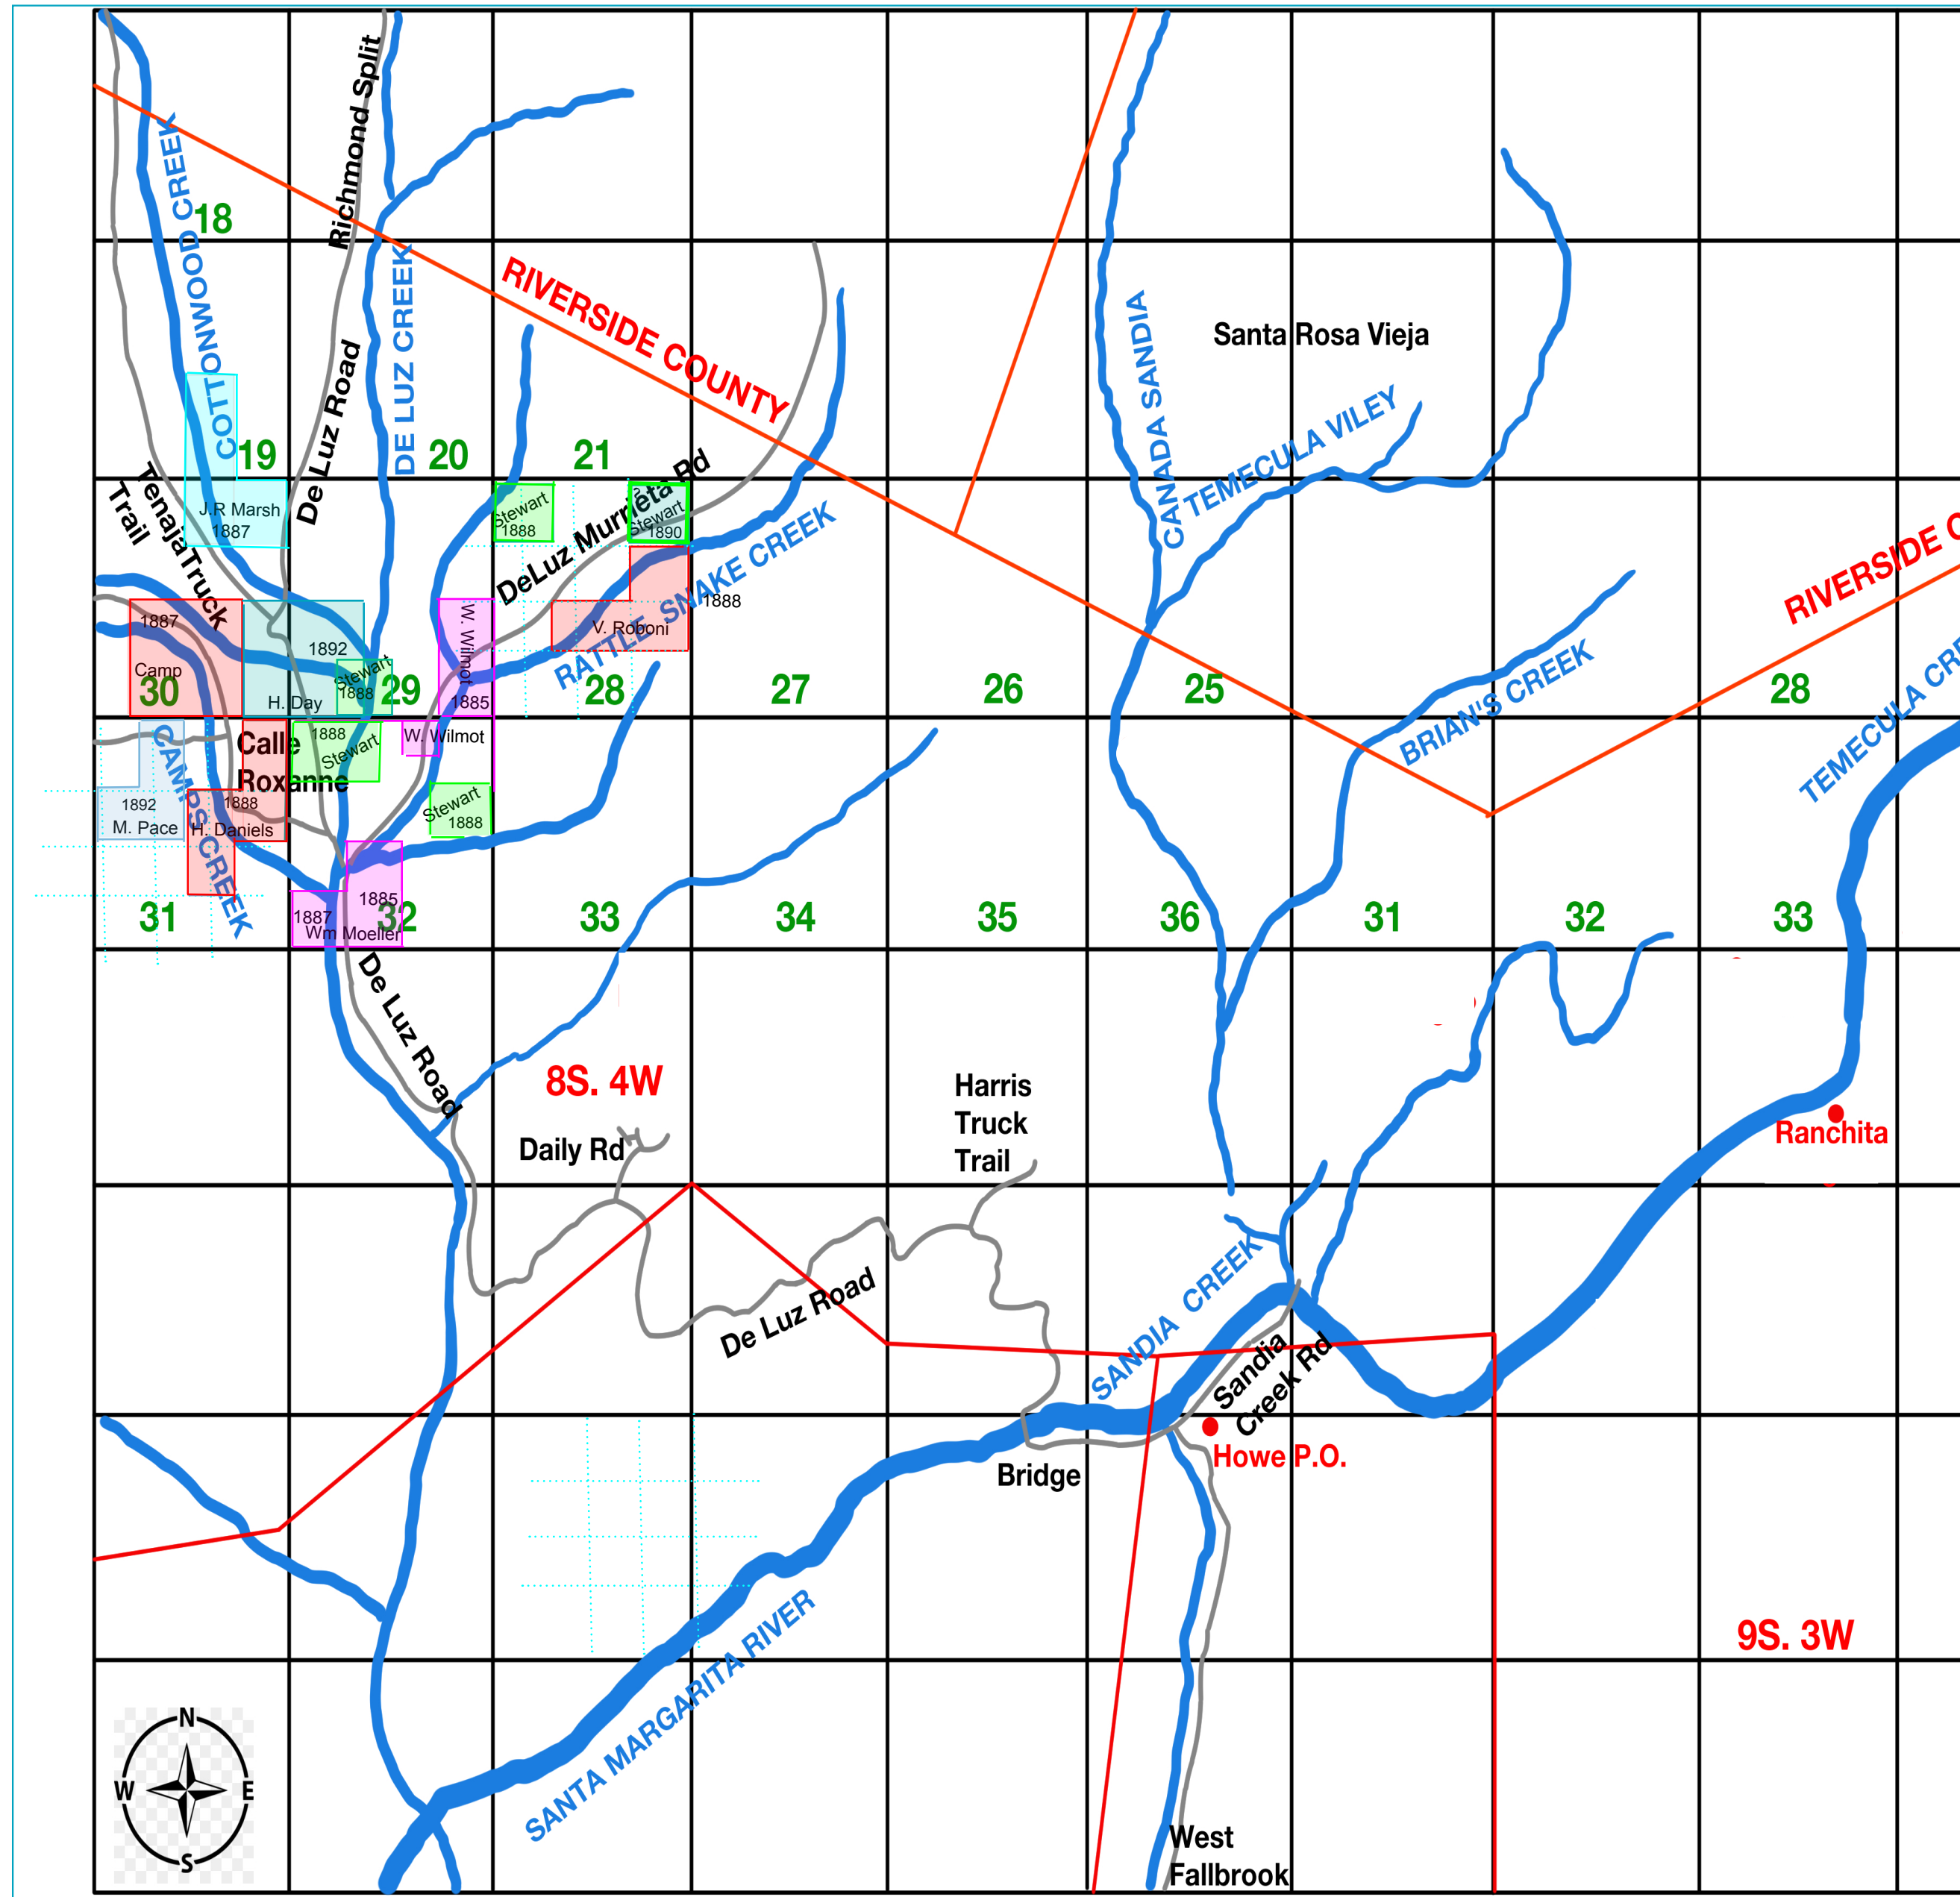 Richmond Split
COTTONWOOD CREEK
18
DE LUZ CREEK
RIVERSIDE COUNTY
CANADA SANDIA
Santa Rosa Vieja
TEMECULA VILEY
De Luz Road
19
20
21
Tenaja Truck
Trail
J.R Marsh
1887
Stewart
1888
DeLuz Murrieta Rd
Stewart
1890
RATTLE SNAKE CREEK
1888
V. Roboni
RIVERSIDE C
1887
Camp
30
1892
H. Day
Stewart
1888
29
W. Wilmot
1885
28
27
26
25
BRIAN'S CREEK
28
TEMECULA CRE
Calle
Roxanne
1888
Stewart
W. Wilmot
CAMPS CREEK
1892
M. Pace
1888
H. Daniels
Stewart
1888
31
1885
1887
32
Wm Moeller
33
34
35
36
31
32
33
De Luz Road
8S. 4W
Harris
Truck
Trail
Daily Rd
Ranchita
De Luz Road
SANDIA CREEK
Sandia
Creek Rd
Howe P.O.
Bridge
SANTA MARGARITA RIVER
9S. 3W
N
W
E
S
West
Fallbrook